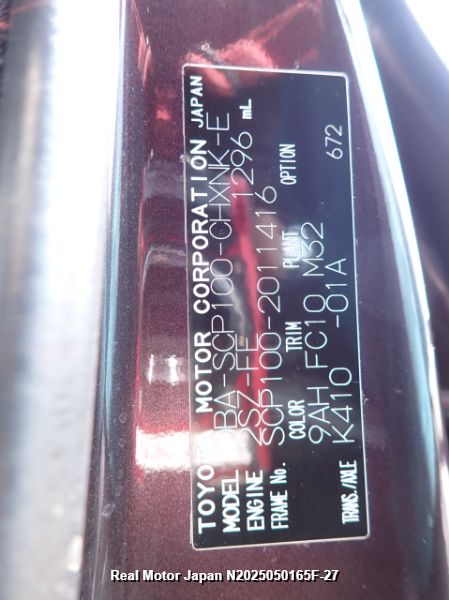 TOYOTA MOTOR CORPORATION JAPAN
MODEL DBA-SCP100-CHXNK-E
ENGINE 2SZ-FE 1296 mL
FRAME No. SCP100-2011416
COLOR TRIM PLANT OPTION
9AH FC10 M32
TRANS./AXLE K410 -01A 672
Real Motor Japan N2025050165F-27